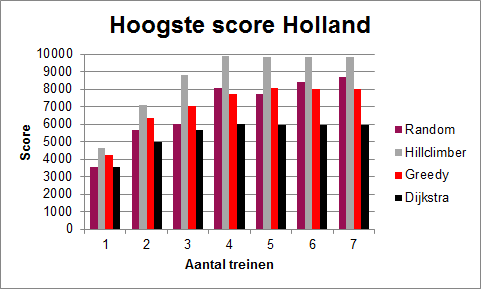 Hoogste score Holland
10000
9000
8000
7000
6000
5000
4000
3000
2000
1000
0
Score
1 2 3 4 5 6 7
Aantal treinen
Random
Hillclimber
Greedy
Dijkstra